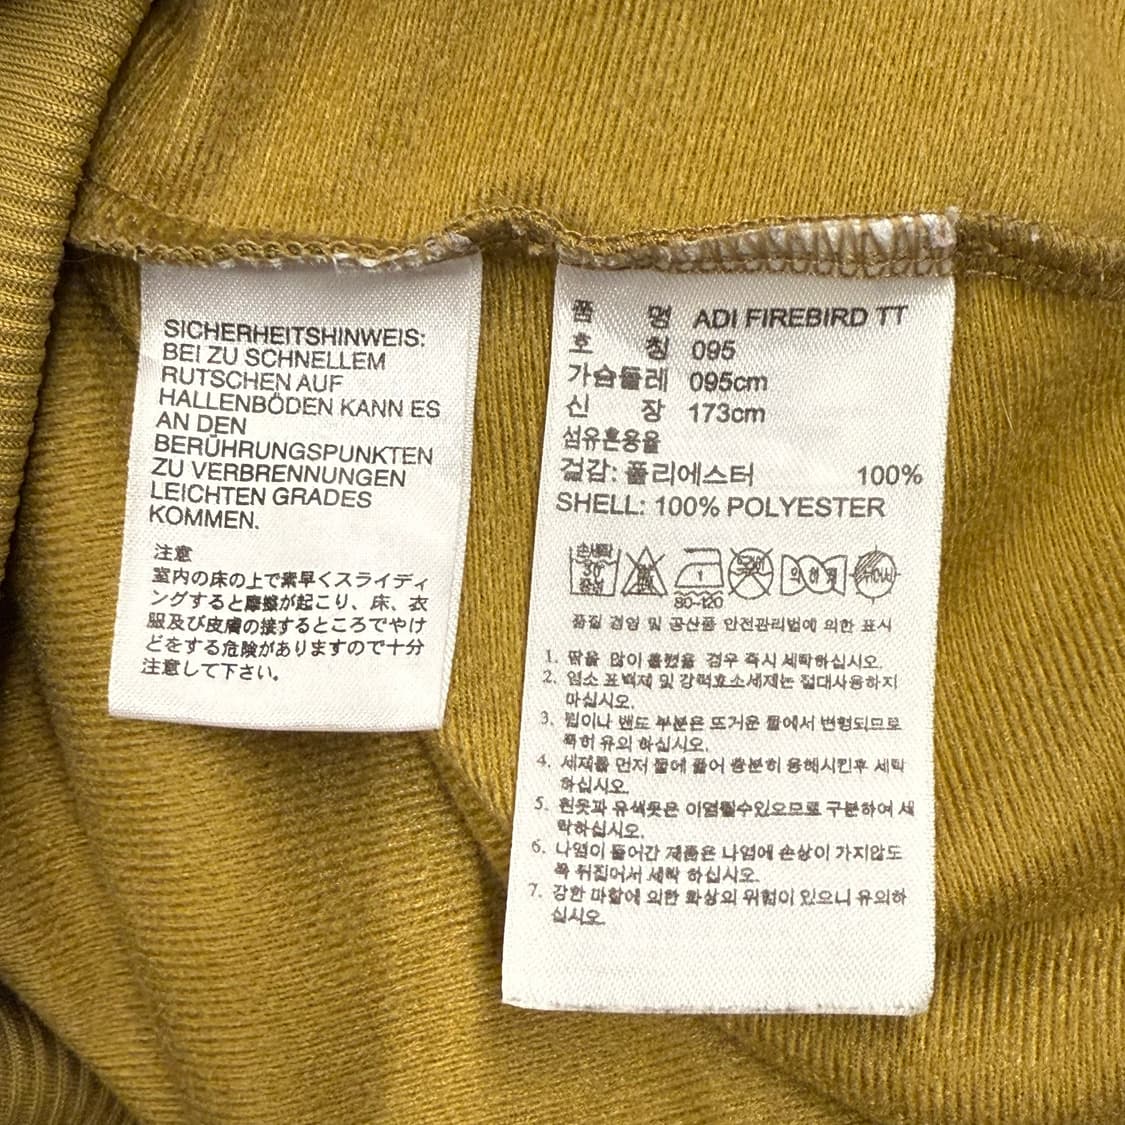 SICHERHEITSHINWEIS:
BEI ZU SCHNELLEM
RUTSCHEN AUF
HALLENBÖDEN KANN ES
AN DEN
BERÜHRUNGSPUNKTEN
ZU VERBRENNUNGEN
LEICHTEN GRADES
KOMMEN.
注意
室内の床の上で素早くスライディ
ングすると摩擦が起こり、床、衣
服及び皮膚の接するところでやけ
どをする危険がありますので十分
注意して下さい。
품 명 ADI FIREBIRD TT
호 칭 095
가슴둘레 095cm
신 장 173cm
섬유혼용율
겉감: 폴리에스터 100%
SHELL: 100% POLYESTER
손세탁
30°
중성
1
80-120
드라이
품질 경영 및 공산품 안전관리법에 의한 표시
1. 땀을 많이 흘렸을 경우 즉시 세탁하십시오.
2. 염소 표백제 및 강력효소세제는 절대사용하지
마십시오.
3. 립이나 밴드 부분은 뜨거운 물에서 변형되므로
특히 유의 하십시오.
4. 세제를 먼저 물에 풀어 충분히 용해시킨후 세탁
하십시오.
5. 흰옷과 유색옷은 이염될수있으므로 구분하여 세
탁하십시오.
6. 나염이 들어간 제품은 나염에 손상이 가지않도
록 뒤집어서 세탁 하십시오.
7. 강한 마찰에 의한 화상의 위험이 있으니 유의하
십시오.